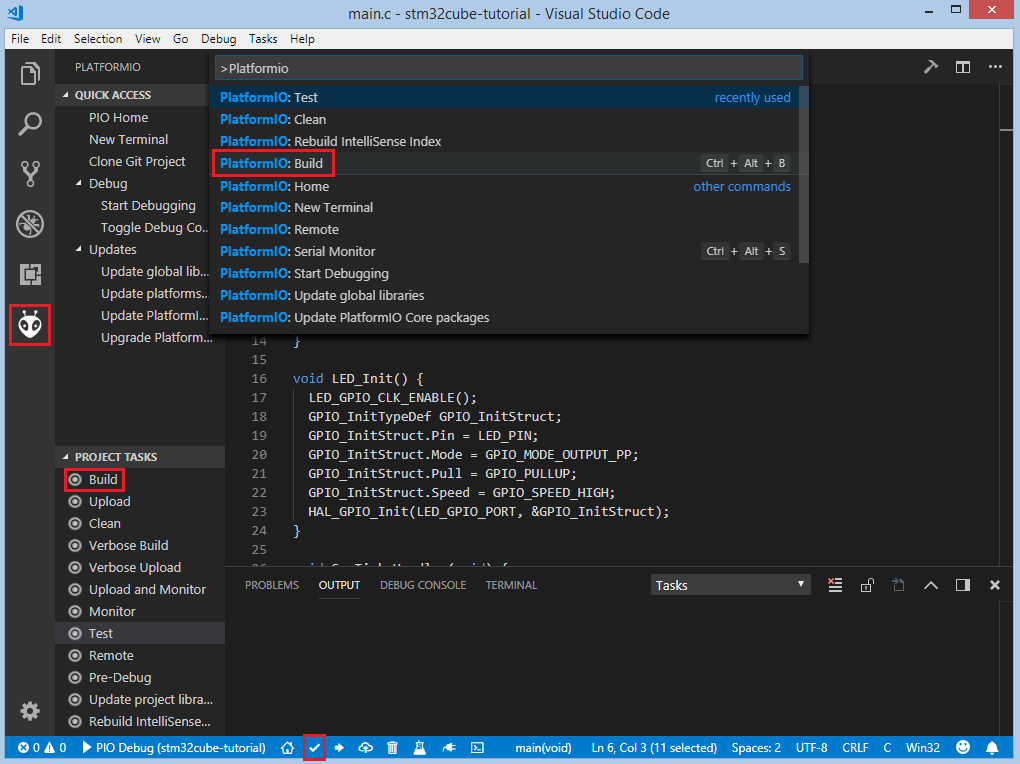 main.c - stm32cube-tutorial - Visual Studio Code
File Edit Selection View Go Debug Tasks Help
PLATFORMIO
QUICK ACCESS
PIO Home
New Terminal
Clone Git Project
Debug
Start Debugging
Toggle Debug Co...
Updates
Update global lib...
Update platforms...
Update PlatformI...
Upgrade Platform...
PROJECT TASKS
Build
Upload
Clean
Verbose Build
Verbose Upload
Upload and Monitor
Monitor
Test
Remote
Pre-Debug
Update project libra...
Rebuild IntelliSense...
>Platformio
PlatformIO: Test recently used
PlatformIO: Clean
PlatformIO: Rebuild IntelliSense Index
PlatformIO: Build Ctrl + Alt + B
PlatformIO: Home other commands
PlatformIO: New Terminal
PlatformIO: Remote
PlatformIO: Serial Monitor Ctrl + Alt + S
PlatformIO: Start Debugging
PlatformIO: Update global libraries
PlatformIO: Update PlatformIO Core packages
14 }
15
16 void LED_Init() {
17 LED_GPIO_CLK_ENABLE();
18 GPIO_InitTypeDef GPIO_InitStruct;
19 GPIO_InitStruct.Pin = LED_PIN;
20 GPIO_InitStruct.Mode = GPIO_MODE_OUTPUT_PP;
21 GPIO_InitStruct.Pull = GPIO_PULLUP;
22 GPIO_InitStruct.Speed = GPIO_SPEED_HIGH;
23 HAL_GPIO_Init(LED_GPIO_PORT, &GPIO_InitStruct);
24 }
25
PROBLEMS OUTPUT DEBUG CONSOLE TERMINAL Tasks
0 0 PIO Debug (stm32cube-tutorial) main(void) Ln 6, Col 3 (11 selected) Spaces: 2 UTF-8 CRLF C Win32